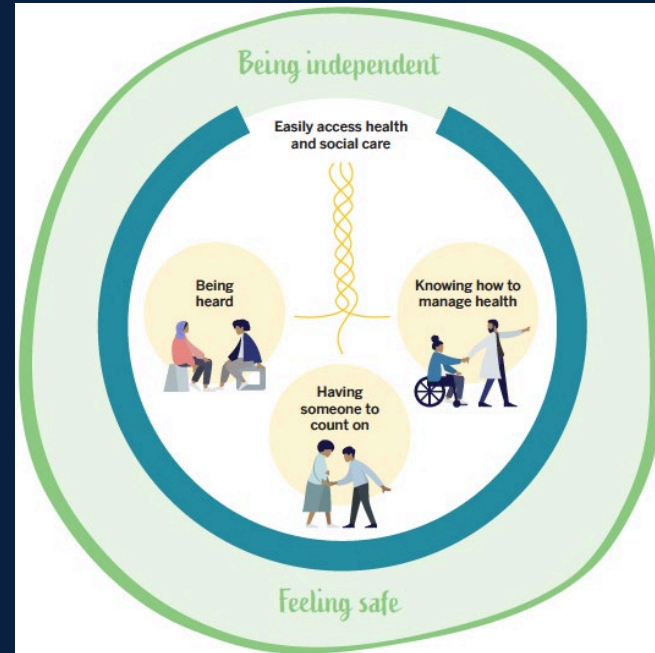 Being independent
Easily access health
and social care
Being
heard
Knowing how to
manage health
Having
someone to
count on
Feeling safe